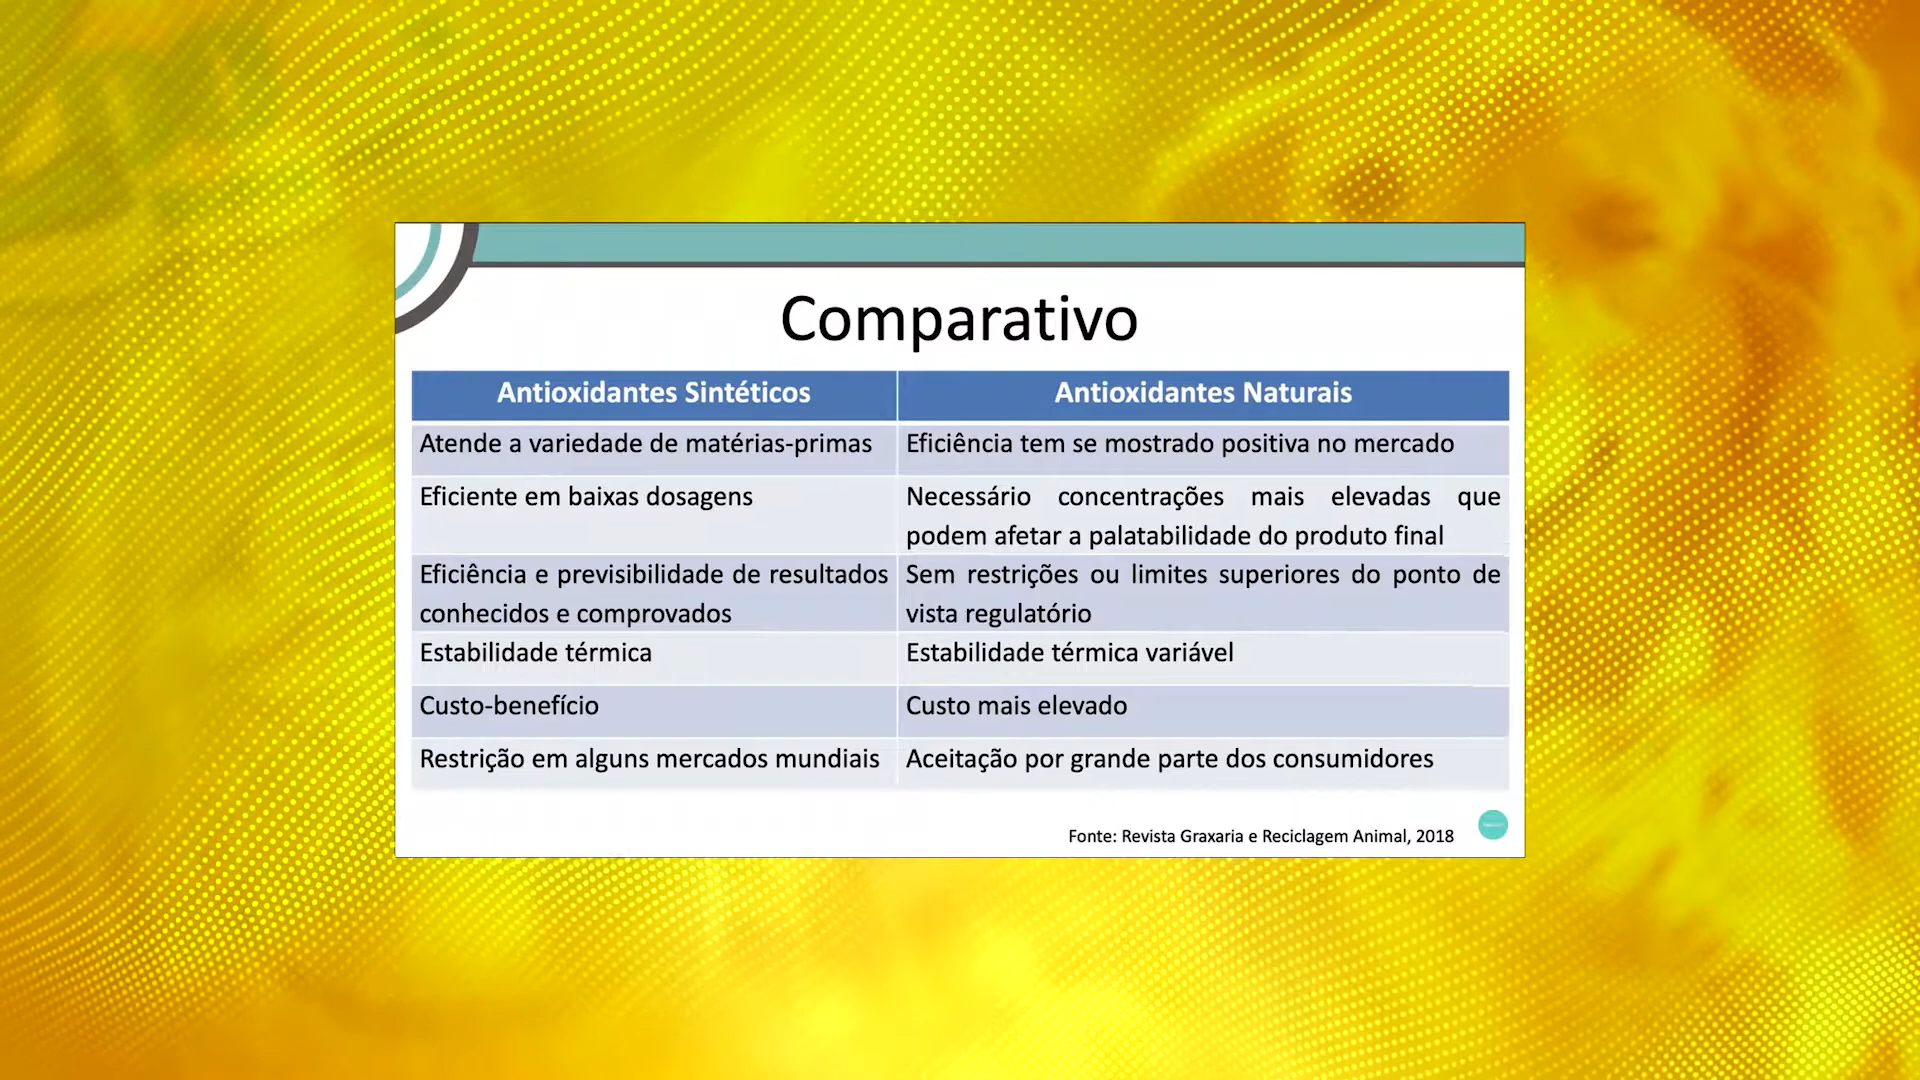 Comparativo
Antioxidantes Sintéticos
Antioxidantes Naturais
Atende a variedade de matérias-primas
Eficiência tem se mostrado positiva no mercado
Eficiente em baixas dosagens
Necessário concentrações mais elevadas que
podem afetar a palatabilidade do produto final
Eficiência e previsibilidade de resultados
conhecidos e comprovados
Sem restrições ou limites superiores do ponto de
vista regulatório
Estabilidade térmica
Estabilidade térmica variável
Custo-benefício
Custo mais elevado
Restrição em alguns mercados mundiais
Aceitação por grande parte dos consumidores
Fonte: Revista Graxaria e Reciclagem Animal, 2018